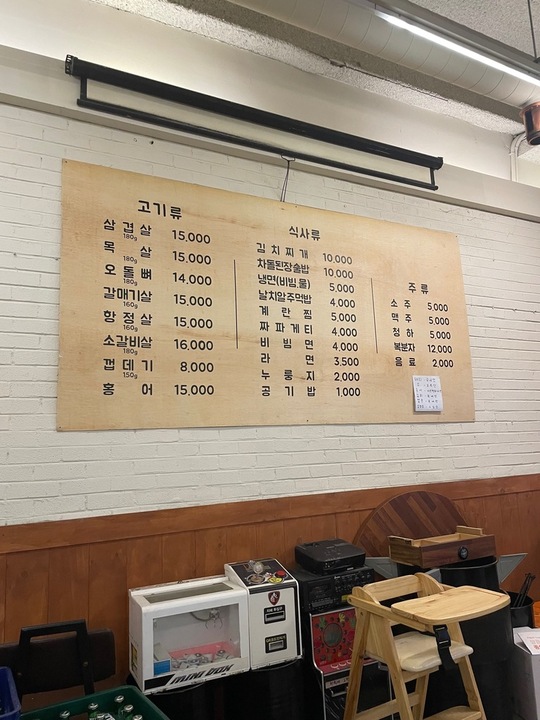 고기류
삼겹살 15,000
180g
목살 15,000
180g
오돌뼈 14,000
갈매기살 15,000
160g
항정살 15,000
160g
소갈비살 16,000
180g
껍데기 8,000
150g
홍어 15,000
식사류
김치찌개 10,000
차돌된장술밥 10,000
냉면(비빔,물) 5,000
날치알주먹밥 4,000
계란찜 5,000
짜파게티 4,000
비빔면 4,000
라면 3,500
누룽지 2,000
공기밥 1,000
주류
소주 5,000
맥주 5,000
청하 5,000
복분자 12,000
음료 2,000
MINI BOX